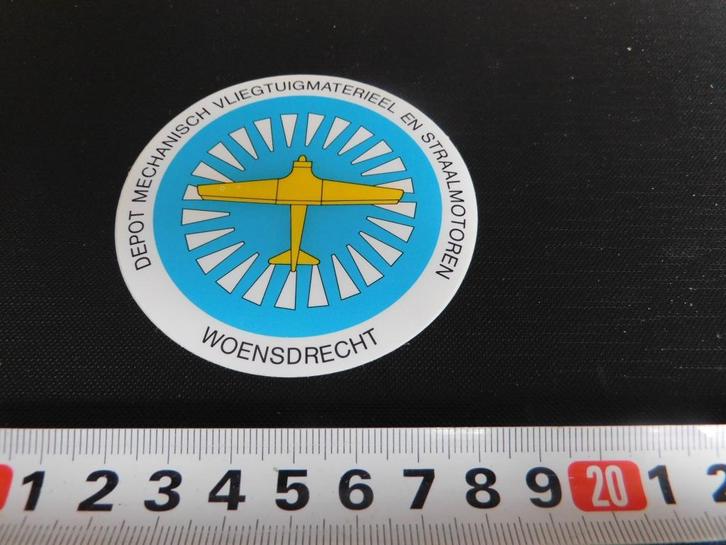 DEPOT MECHANISCH VLIEGTUIGMATERIEEL EN STRAALMOTOREN
WOENSDRECHT
1 2 3 4 5 6 7 8 9 20 1 2